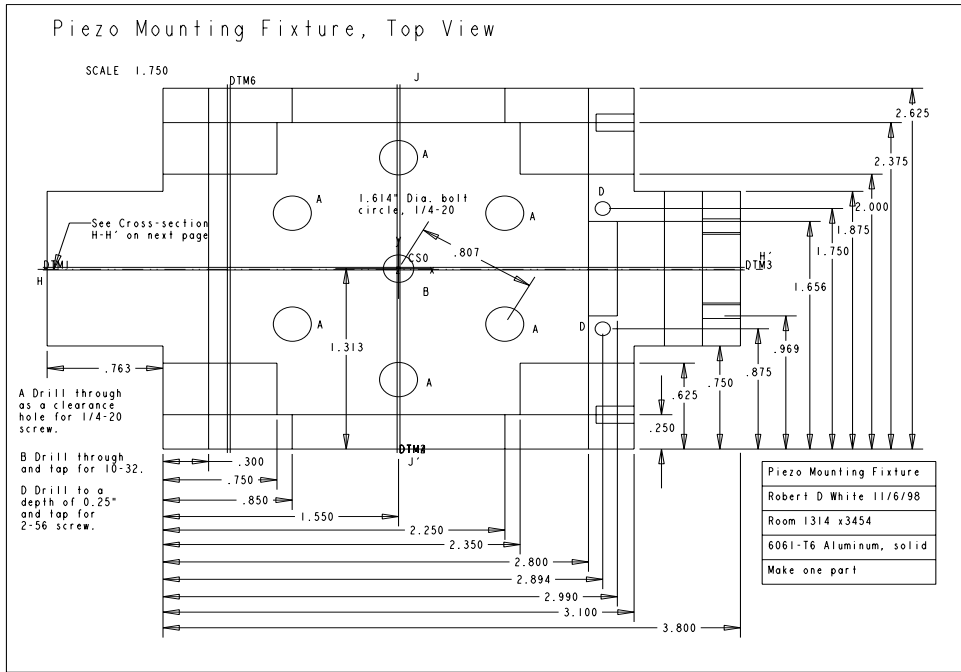 Piezo Mounting Fixture, Top View
SCALE 1.750
DTM6
J
2.625
2.375
2.000
1.875
1.750
1.656
A
A
A
1.614" Dia. bolt
circle, 1/4-20
D
See Cross-section
H-H' on next page
.807
Y
CS0
X
DTM1
H
H'
DTM3
B
A
A
D
1.313
.969
.875
.763
A
.750
.625
.250
A Drill through
as a clearance
hole for 1/4-20
screw.
B Drill through
and tap for 10-32.
D Drill to a
depth of 0.25"
and tap for
2-56 screw.
J'
.300
.750
.850
1.550
2.250
2.350
2.800
2.894
2.990
3.100
3.800
Piezo Mounting Fixture
Robert D White 11/6/98
Room 1314 x3454
6061-T6 Aluminum, solid
Make one part